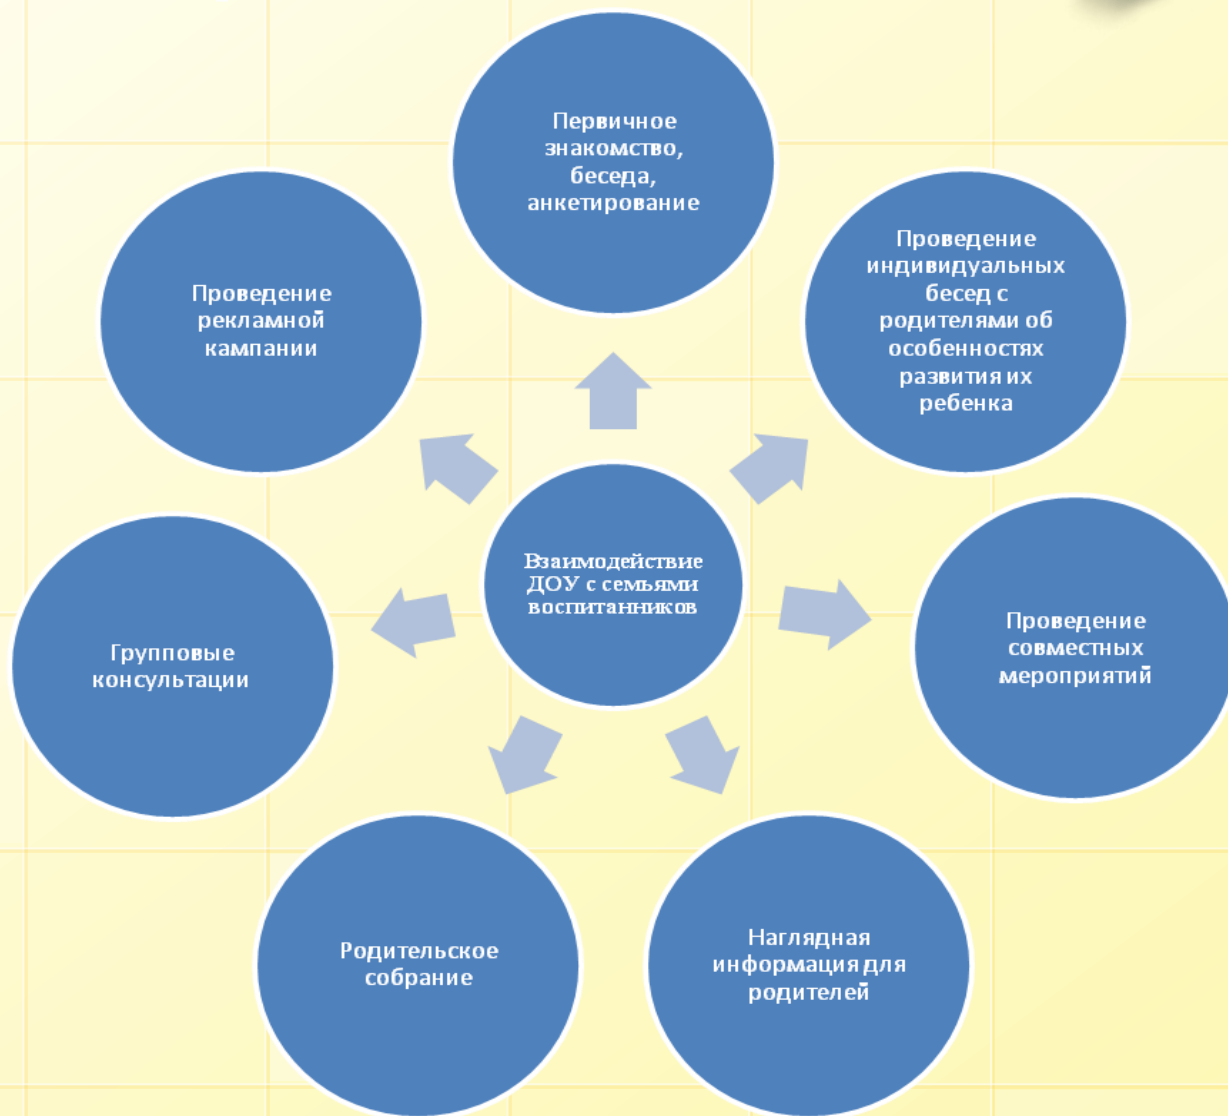 Первичное
знакомство,
беседа,
анкетирование
Проведение
индивидуальных
бесед с
родителями об
особенностях
развития их
ребенка
Проведение
совместных
мероприятий
Наглядная
информация для
родителей
Родительское
собрание
Групповые
консультации
Проведение
рекламной
кампании
Взаимодействие
ДОУ с семьями
воспитанников